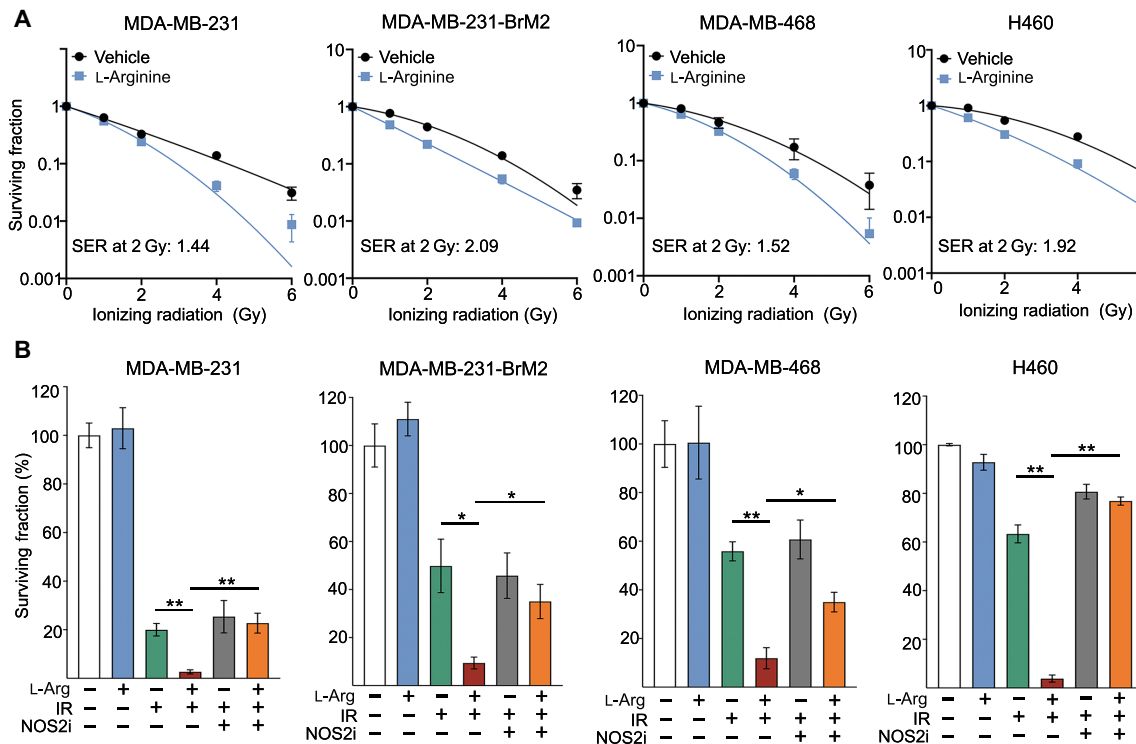 A
MDA-MB-231
MDA-MB-231-BrM2
MDA-MB-468
H460
Surviving fraction
10
1
0.1
0.01
0.001
Vehicle
L-Arginine
SER at 2 Gy: 1.44
0 2 4 6
Ionizing radiation (Gy)
10
1
0.1
0.01
0.001
Vehicle
L-Arginine
SER at 2 Gy: 2.09
0 2 4 6
Ionizing radiation (Gy)
10
1
0.1
0.01
0.001
Vehicle
L-Arginine
SER at 2 Gy: 1.52
0 2 4 6
Ionizing radiation (Gy)
10
1
0.1
0.01
0.001
Vehicle
L-Arginine
SER at 2 Gy: 1.92
0 2 4
Ionizing radiation (Gy)
B
MDA-MB-231
MDA-MB-231-BrM2
MDA-MB-468
H460
Surviving fraction (%)
120
100
80
60
40
20
** **
L-Arg − + − + − +
IR − − + + + +
NOS2i − − − − + +
120
100
80
60
40
20
* *
L-Arg − + − + − +
IR − − + + + +
NOS2i − − − − + +
120
100
80
60
40
20
** *
L-Arg − + − + − +
IR − − + + + +
NOS2i − − − − + +
120
100
80
60
40
20
** **
L-Arg − + − + − +
IR − − + + + +
NOS2i − − − − + +